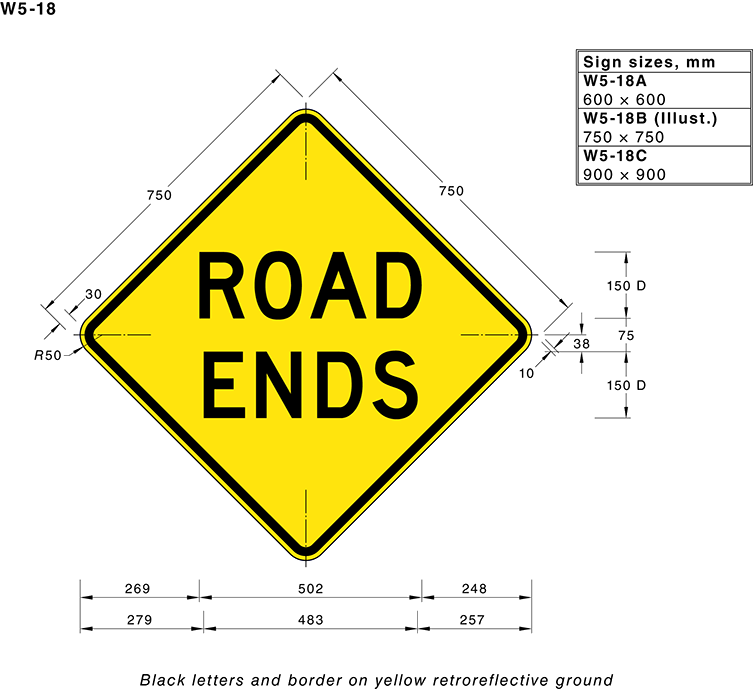 W5-18
Sign sizes, mm
W5-18A
600 × 600
W5-18B (Illust.)
750 × 750
W5-18C
900 × 900
750
750
30
R50
ROAD
ENDS
150 D
75
38
10
150 D
269 502 248
279 483 257
Black letters and border on yellow retroreflective ground